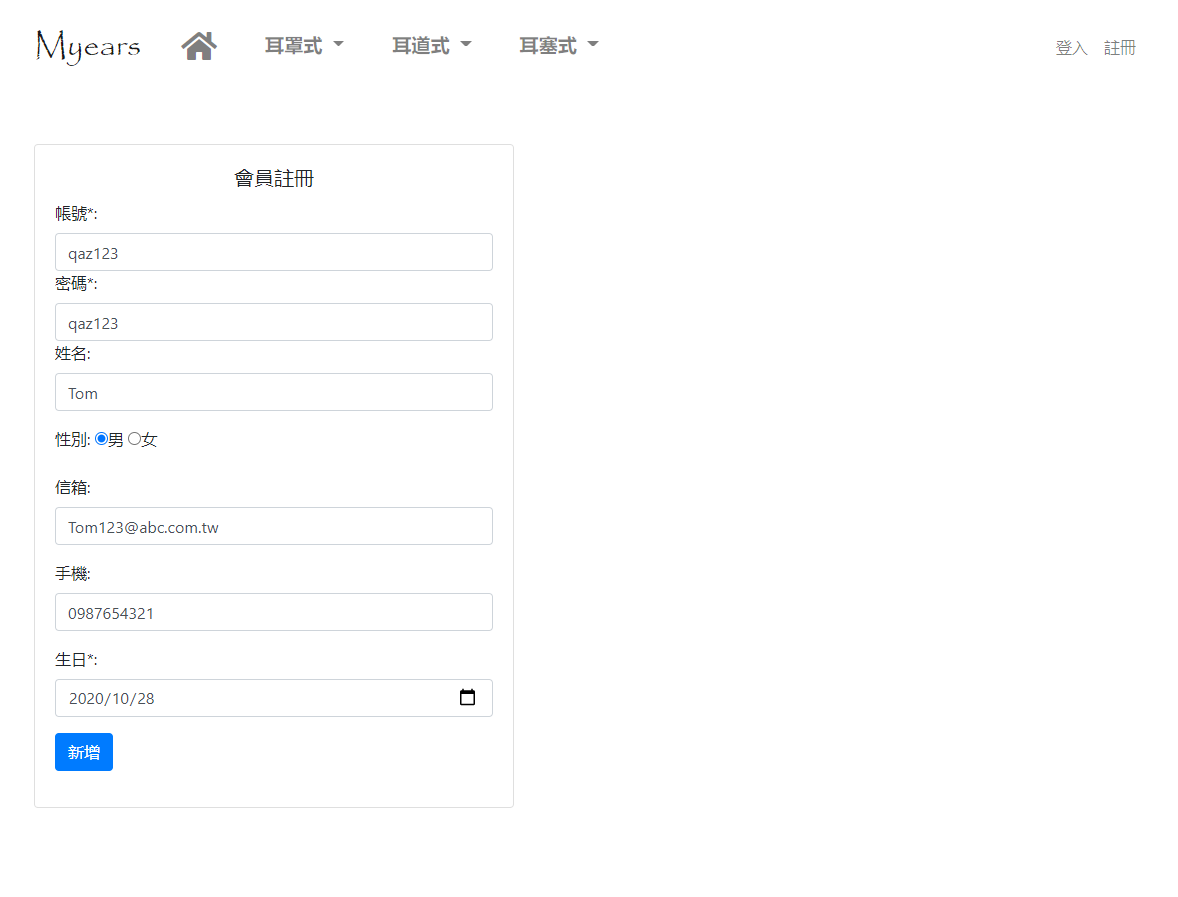 Myears 耳罩式 耳道式 耳塞式 登入 註冊
會員註冊
帳號*:
qaz123
密碼*:
qaz123
姓名:
Tom
性別: 男 女
信箱:
Tom123@abc.com.tw
手機:
0987654321
生日*:
2020/10/28
新增